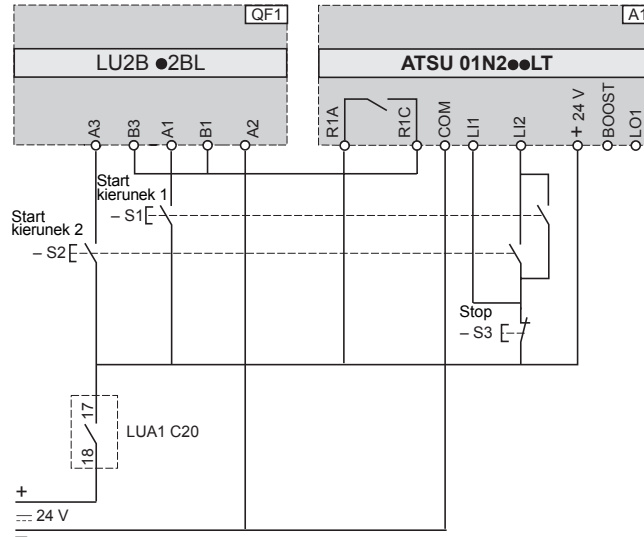 QF1
A1
LU2B ●2BL
ATSU 01N2●●LT
A3
B3
A1
B1
A2
R1A
R1C
COM
LI1
LI2
+ 24 V
BOOST
LO1
Start
kierunek 1
– S1
Start
kierunek 2
– S2
Stop
– S3
17
18
LUA1 C20
+
24 V
–